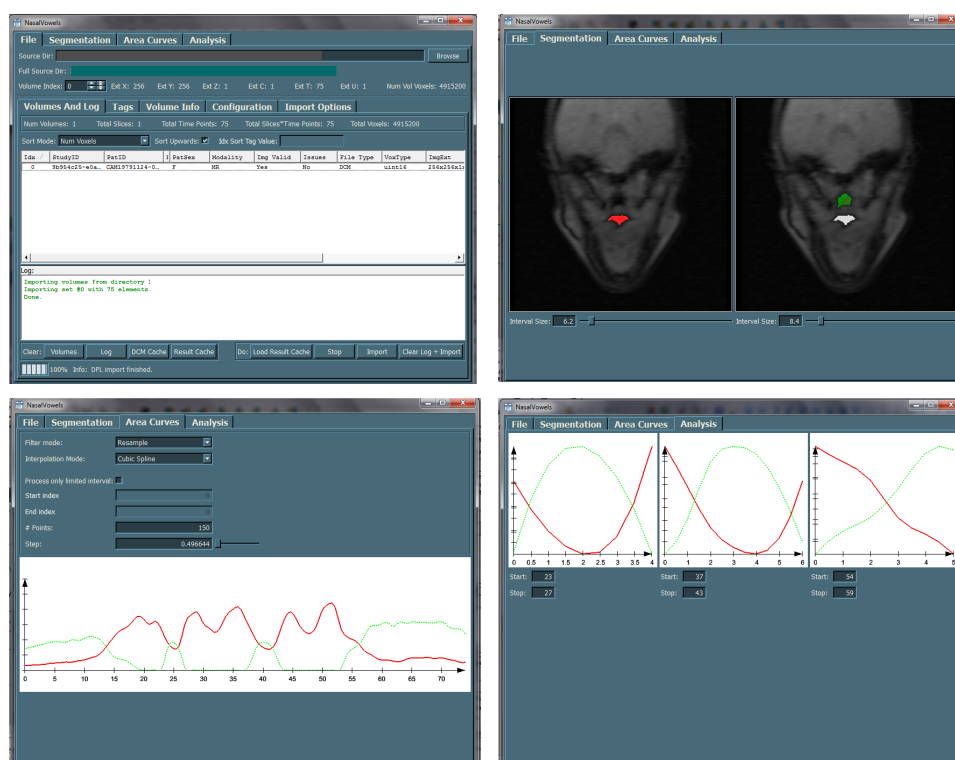 NasalVowels
File Segmentation Area Curves Analysis
Source Dir: Browse
Full Source Dir:
Volume Index: 0 Ext X: 256 Ext Y: 256 Ext Z: 1 Ext C: 1 Ext T: 75 Ext U: 1 Num Vol Voxels: 4915200
Volumes And Log Tags Volume Info Configuration Import Options
Num Volumes: 1 Total Slices: 1 Total Time Points: 75 Total Slices*Time Points: 75 Total Voxels: 4915200
Sort Mode: Num Voxels Sort Upwards: Idx Sort Tag Value:
Idx StudyID PatID PatSex Modality Img Valid Issues File Type VoxType ImgExt
0 F MR Yes No DCM uint16
Log:
Importing volumes from directory !
Importing set #0 with 75 elements.
Done.
Clear: Volumes Log DCM Cache Result Cache Do: Load Result Cache Stop Import Clear Log + Import
100% Info: DPL import finished.
NasalVowels
File Segmentation Area Curves Analysis
Interval Size: 6.2 Interval Size: 8.4
NasalVowels
File Segmentation Area Curves Analysis
Filter mode: Resample
Interpolation Mode: Cubic Spline
Process only limited interval:
Start index 0
End index 0
# Points: 150
Step: 0.496644
0 5 10 15 20 25 30 35 40 45 50 55 60 65 70
NasalVowels
File Segmentation Area Curves Analysis
0 0.5 1 1.5 2 2.5 3 3.5 4 0 1 2 3 4 5 6 0 1 2 3 4 5
Start: 23 Start: 37 Start: 54
Stop: 27 Stop: 43 Stop: 59